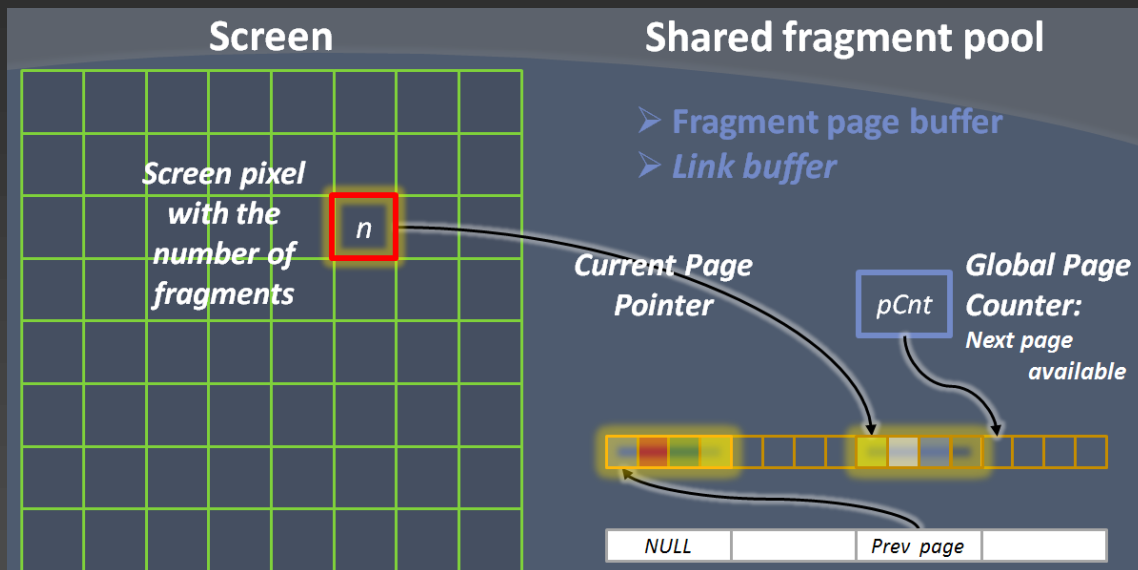 Screen
Shared fragment pool
➢ Fragment page buffer
➢ Link buffer
Screen pixel
with the
number of
fragments
n
Current Page
Pointer
pCnt
Global Page
Counter:
Next page
available
NULL
Prev page